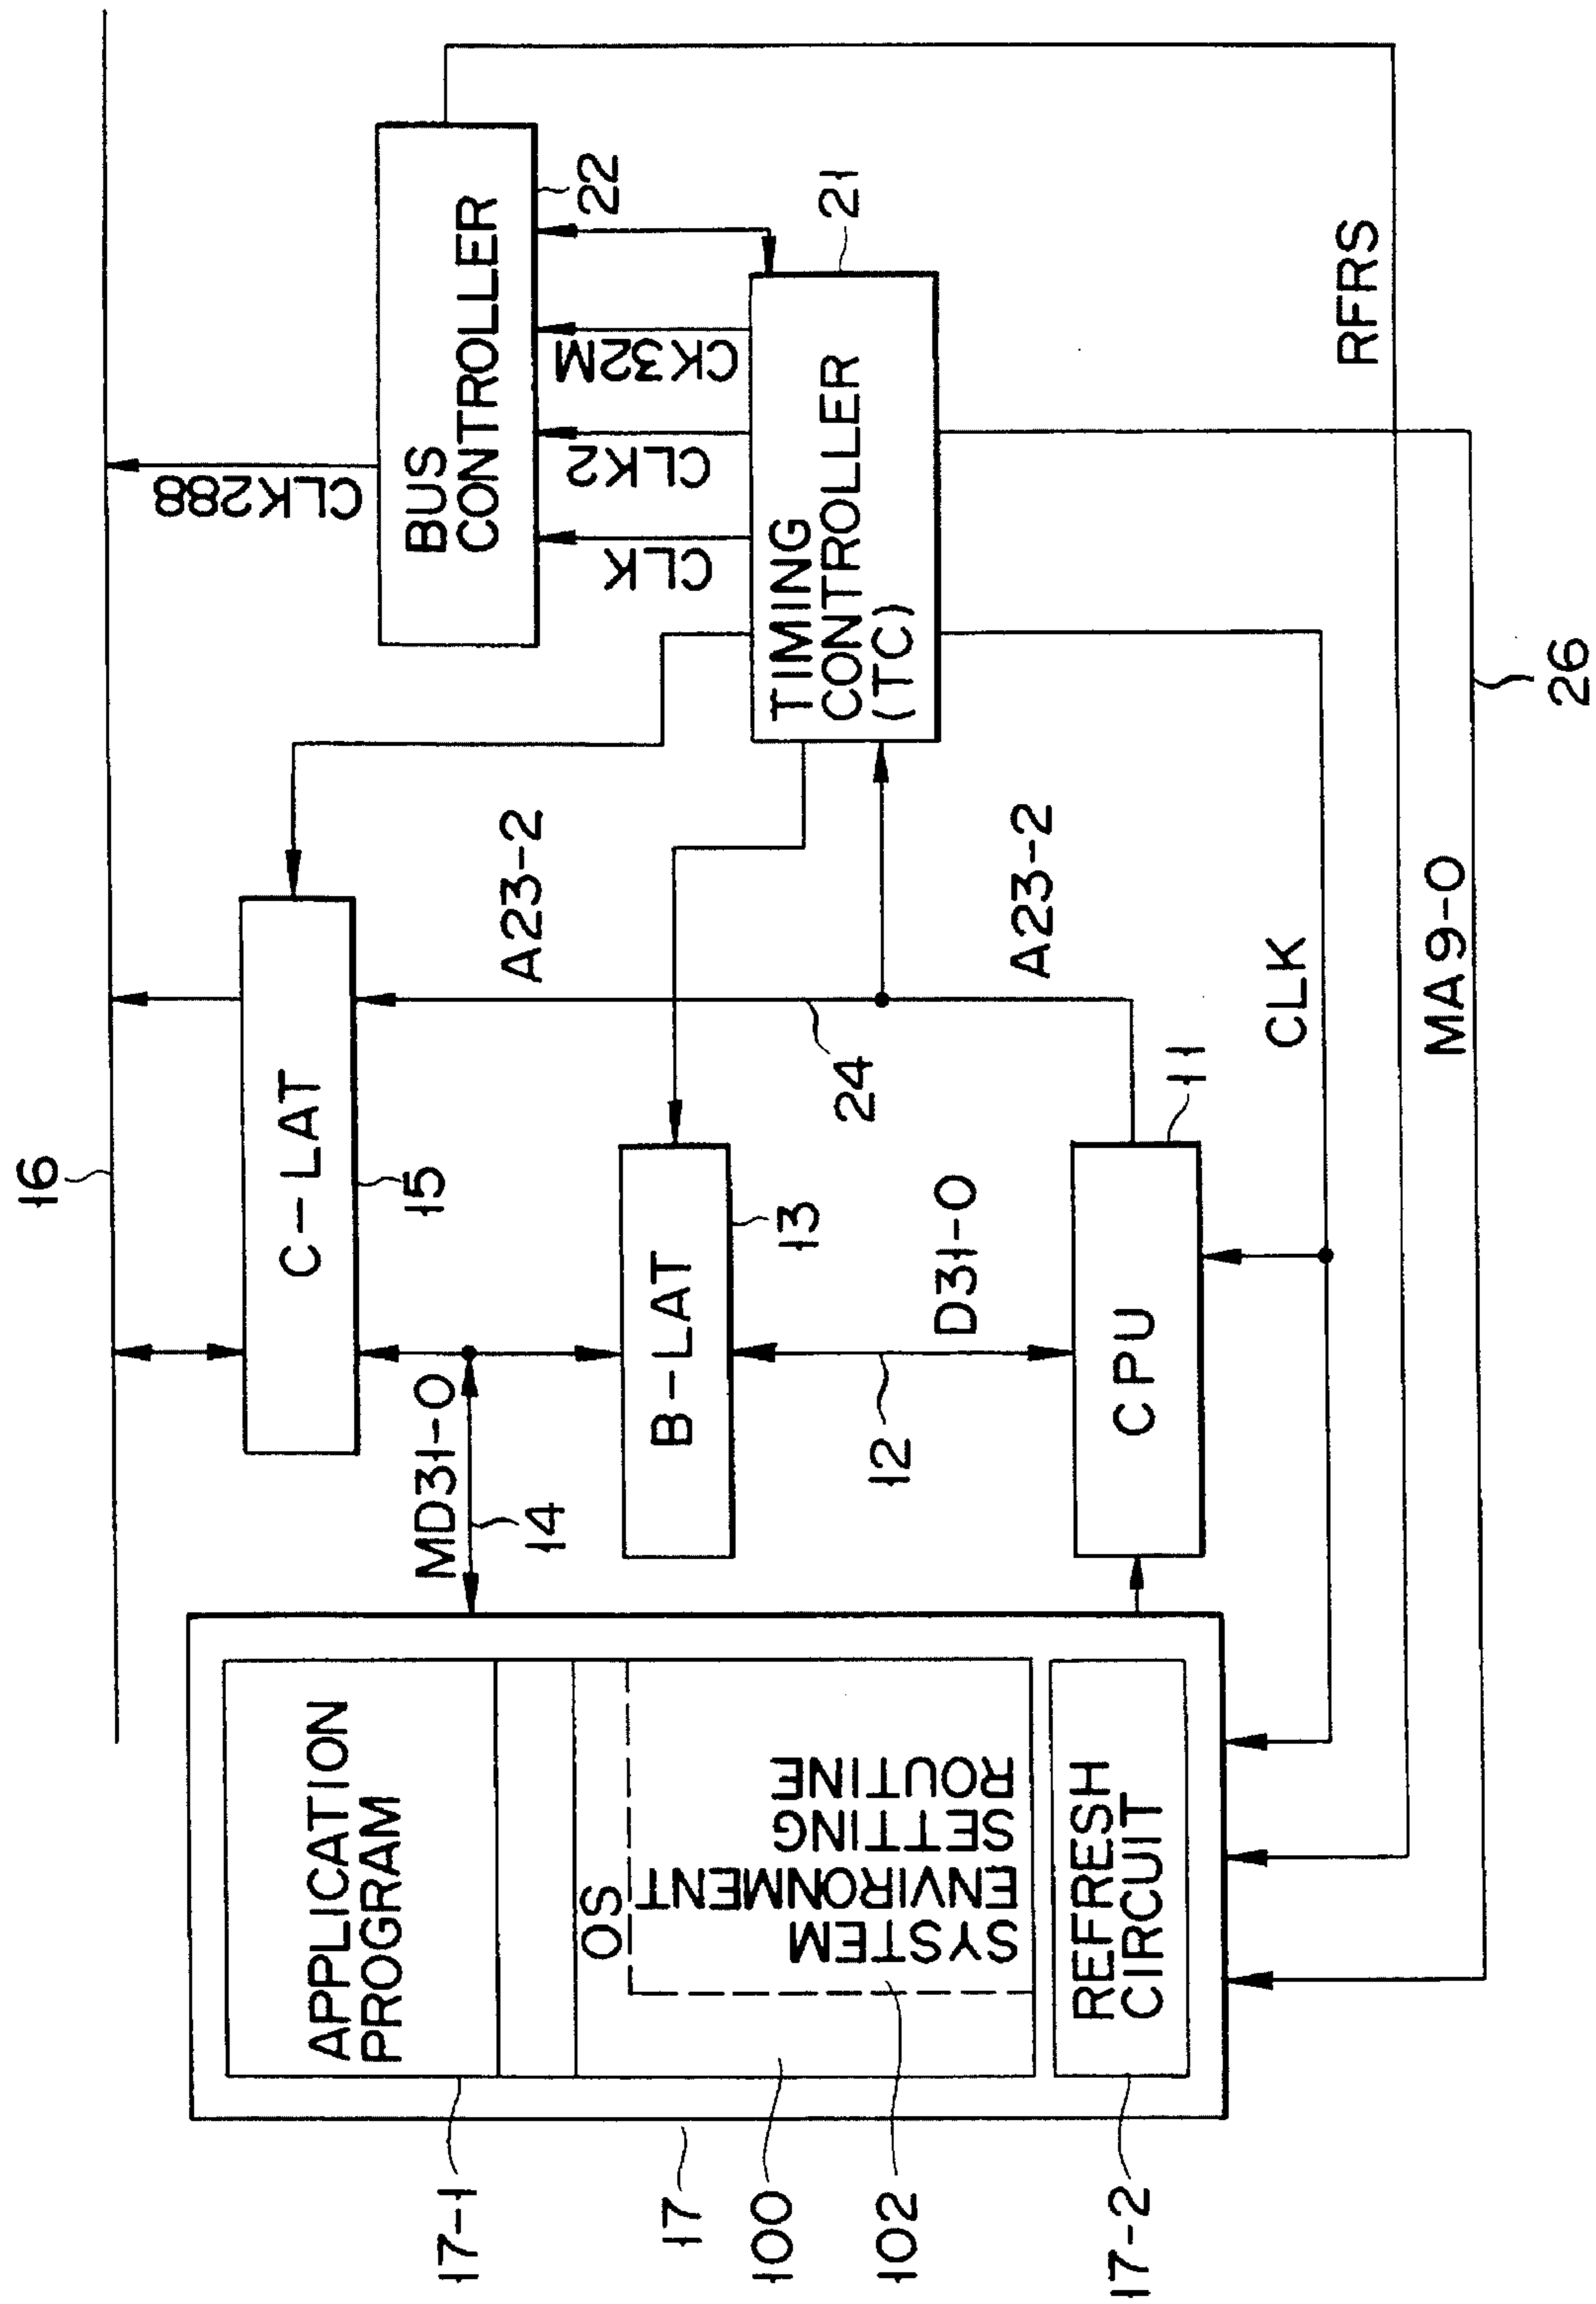 16
C-LAT
15
A23-2
CLK288
BUS
CONTROLLER
22
MD31-0
14
B-LAT
13
24
CLK
CLK2
CK32M
TIMING
CONTROLLER
(TC)
21
12
D31-0
A23-2
CPU
11
CLK
RFRS
MA9-0
26
APPLICATION
PROGRAM
OS
SYSTEM
ENVIRONMENT
SETTING
ROUTINE
REFRESH
CIRCUIT
17-1
17
100
102
17-2